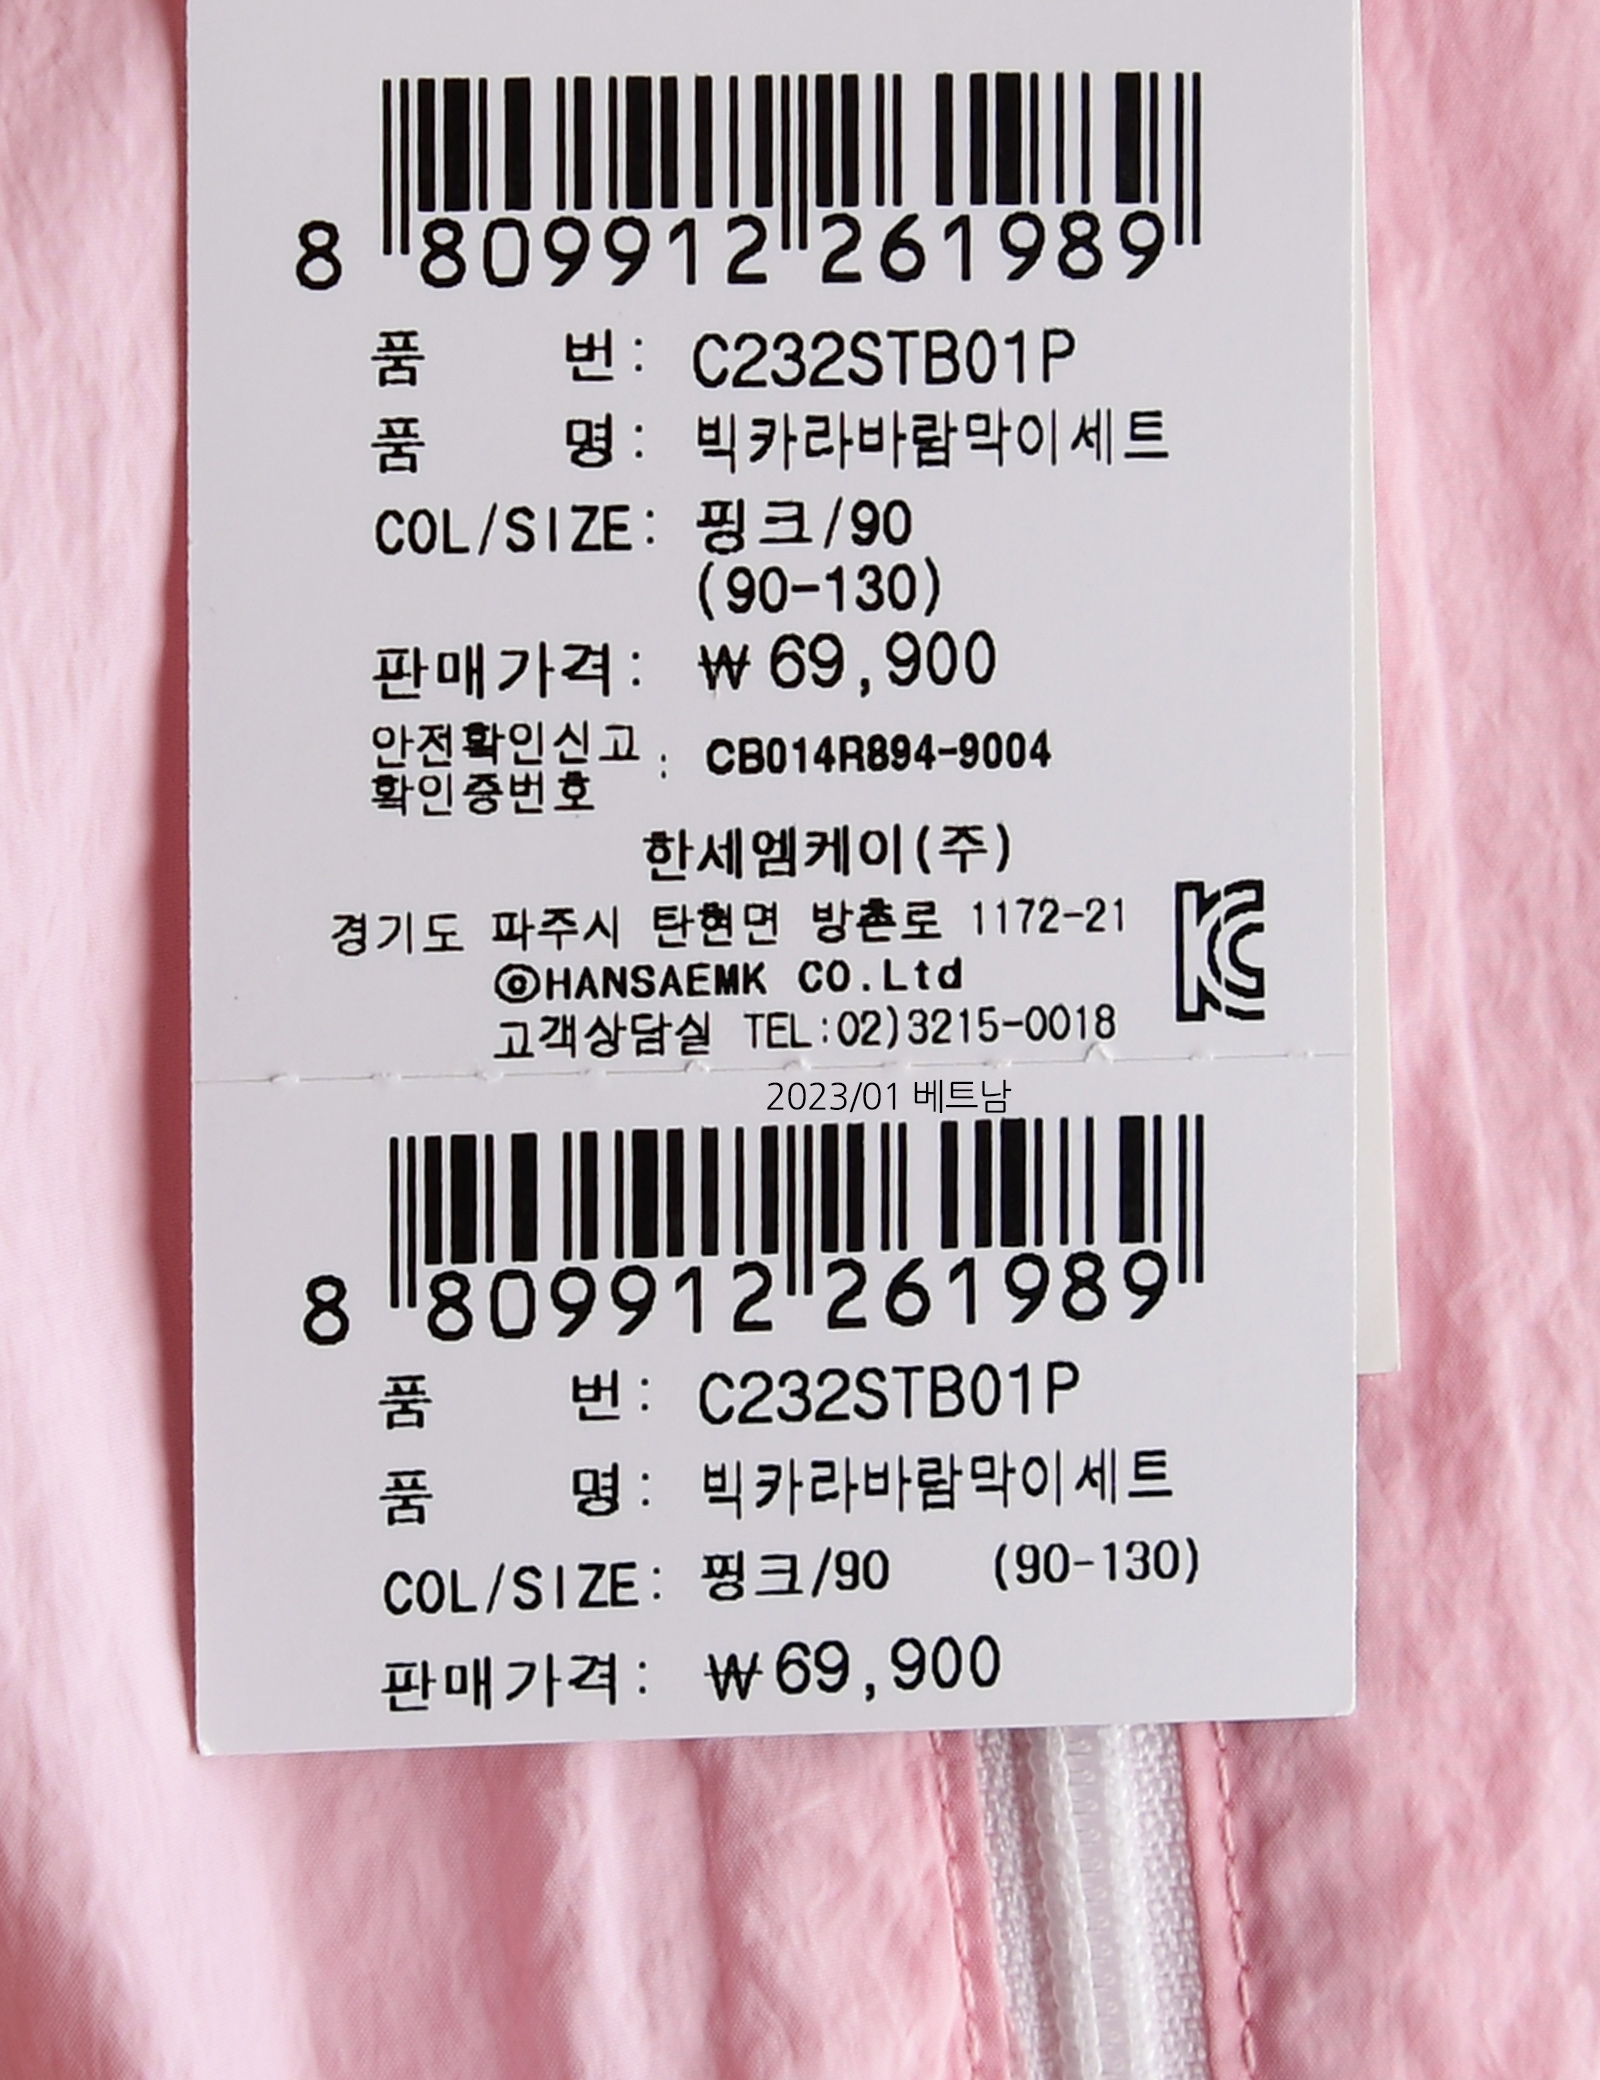 8 809912 261989
품 번: C232STB01P
품 명: 빅카라바람막이세트
COL/SIZE: 핑크/90
(90-130)
판매가격: ₩69,900
안전확인신고
확인증번호 : CB014R894-9004
한세엠케이(주)
경기도 파주시 탄현면 방촌로 1172-21
ⓒHANSAEMK CO.Ltd
고객상담실 TEL:02)3215-0018
KC
2023/01 베트남
8 809912 261989
품 번: C232STB01P
품 명: 빅카라바람막이세트
COL/SIZE: 핑크/90 (90-130)
판매가격: ₩69,900